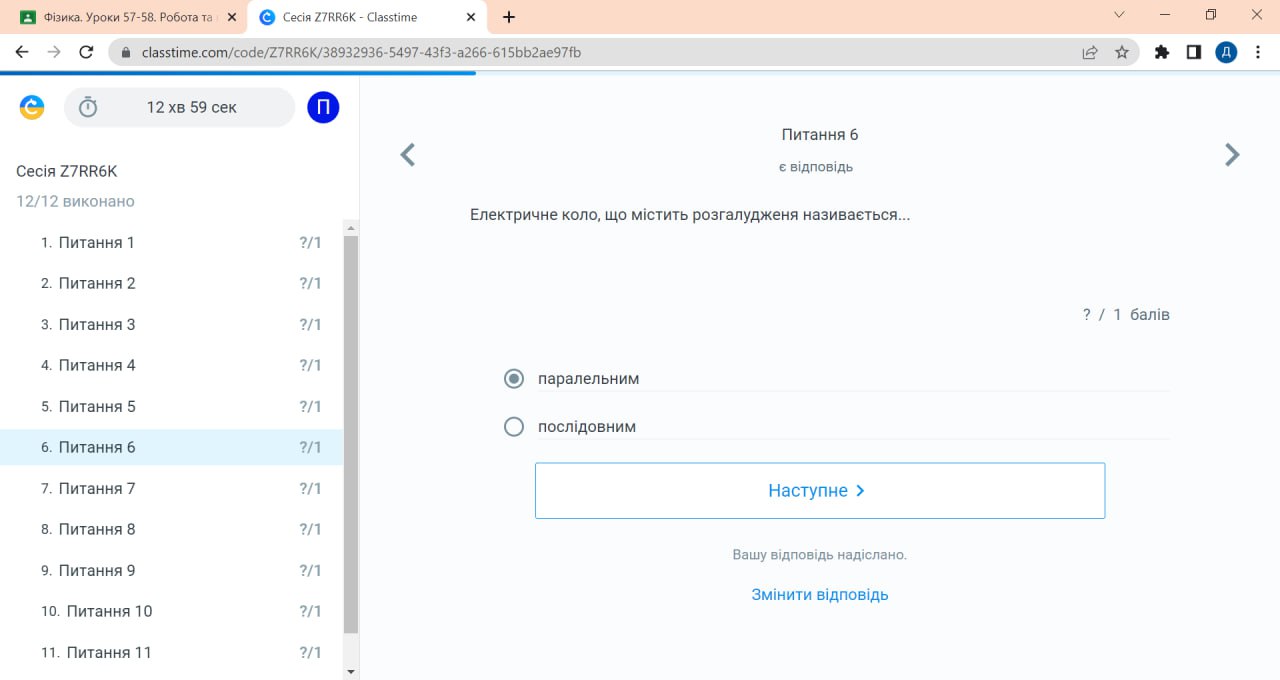 Фізика. Уроки 57-58. Робота та
Сесія Z7RR6K - Classtime
classtime.com/code/Z7RR6K/38932936-5497-43f3-a266-615bb2ae97fb
Д
12 хв 59 сек
П
Сесія Z7RR6K
12/12 виконано
1. Питання 1 ?/1
2. Питання 2 ?/1
3. Питання 3 ?/1
4. Питання 4 ?/1
5. Питання 5 ?/1
6. Питання 6 ?/1
7. Питання 7 ?/1
8. Питання 8 ?/1
9. Питання 9 ?/1
10. Питання 10 ?/1
11. Питання 11 ?/1
Питання 6
є відповідь
Електричне коло, що містить розгалудженя називається...
? / 1 балів
паралельним
послідовним
Наступне
Вашу відповідь надіслано.
Змінити відповідь